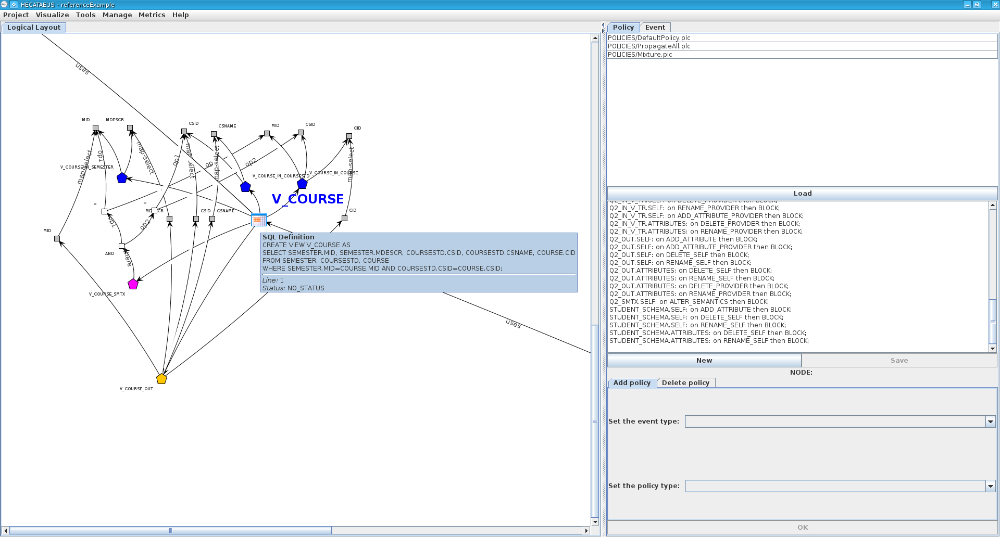 HECATAEUS - referenceExample
Project Visualize Tools Manage Metrics Help
Logical Layout
uses
MID MDESCR CSID CSNAME MID CSID CID
map-select op1 map-select op1 map-select op map-select op2 map-select
V_COURSE_IN_SEMESTER V_COURSE_IN_COURSESTD V_COURSE_IN_COURSE
V_COURSE
= =
CSID CSNAME CID
MID
op1 op2
AND
V_COURSE_SMTX
V_COURSE_OUT
SQL Definition
CREATE VIEW V_COURSE AS
SELECT SEMESTER.MID, SEMESTER.MDESCR, COURSESTD.CSID, COURSESTD.CSNAME, COURSE.CID
FROM SEMESTER, COURSESTD, COURSE
WHERE SEMESTER.MID=COURSE.MID AND COURSESTD.CSID=COURSE.CSID;
Line: 1
Status: NO_STATUS
uses
Policy Event
POLICIES/DefaultPolicy.plc
POLICIES/PropagateAll.plc
POLICIES/Mixture.plc
Load
Q2_IN_V_TR.SELF: on DELETE_PROVIDER then BLOCK;
Q2_IN_V_TR.SELF: on RENAME_PROVIDER then BLOCK;
Q2_IN_V_TR.SELF: on ADD_ATTRIBUTE_PROVIDER then BLOCK;
Q2_IN_V_TR.ATTRIBUTES: on DELETE_PROVIDER then BLOCK;
Q2_IN_V_TR.ATTRIBUTES: on RENAME_PROVIDER then BLOCK;
Q2_OUT.SELF: on ADD_ATTRIBUTE then BLOCK;
Q2_OUT.SELF: on ADD_ATTRIBUTE_PROVIDER then BLOCK;
Q2_OUT.SELF: on DELETE_SELF then BLOCK;
Q2_OUT.SELF: on RENAME_SELF then BLOCK;
Q2_OUT.ATTRIBUTES: on DELETE_SELF then BLOCK;
Q2_OUT.ATTRIBUTES: on RENAME_SELF then BLOCK;
Q2_OUT.ATTRIBUTES: on DELETE_PROVIDER then BLOCK;
Q2_OUT.ATTRIBUTES: on RENAME_PROVIDER then BLOCK;
Q2_SMTX.SELF: on ALTER_SEMANTICS then BLOCK;
STUDENT_SCHEMA.SELF: on ADD_ATTRIBUTE then BLOCK;
STUDENT_SCHEMA.SELF: on DELETE_SELF then BLOCK;
STUDENT_SCHEMA.SELF: on RENAME_SELF then BLOCK;
STUDENT_SCHEMA.ATTRIBUTES: on DELETE_SELF then BLOCK;
STUDENT_SCHEMA.ATTRIBUTES: on RENAME_SELF then BLOCK;
New Save
NODE:
Add policy Delete policy
Set the event type:
Set the policy type:
OK